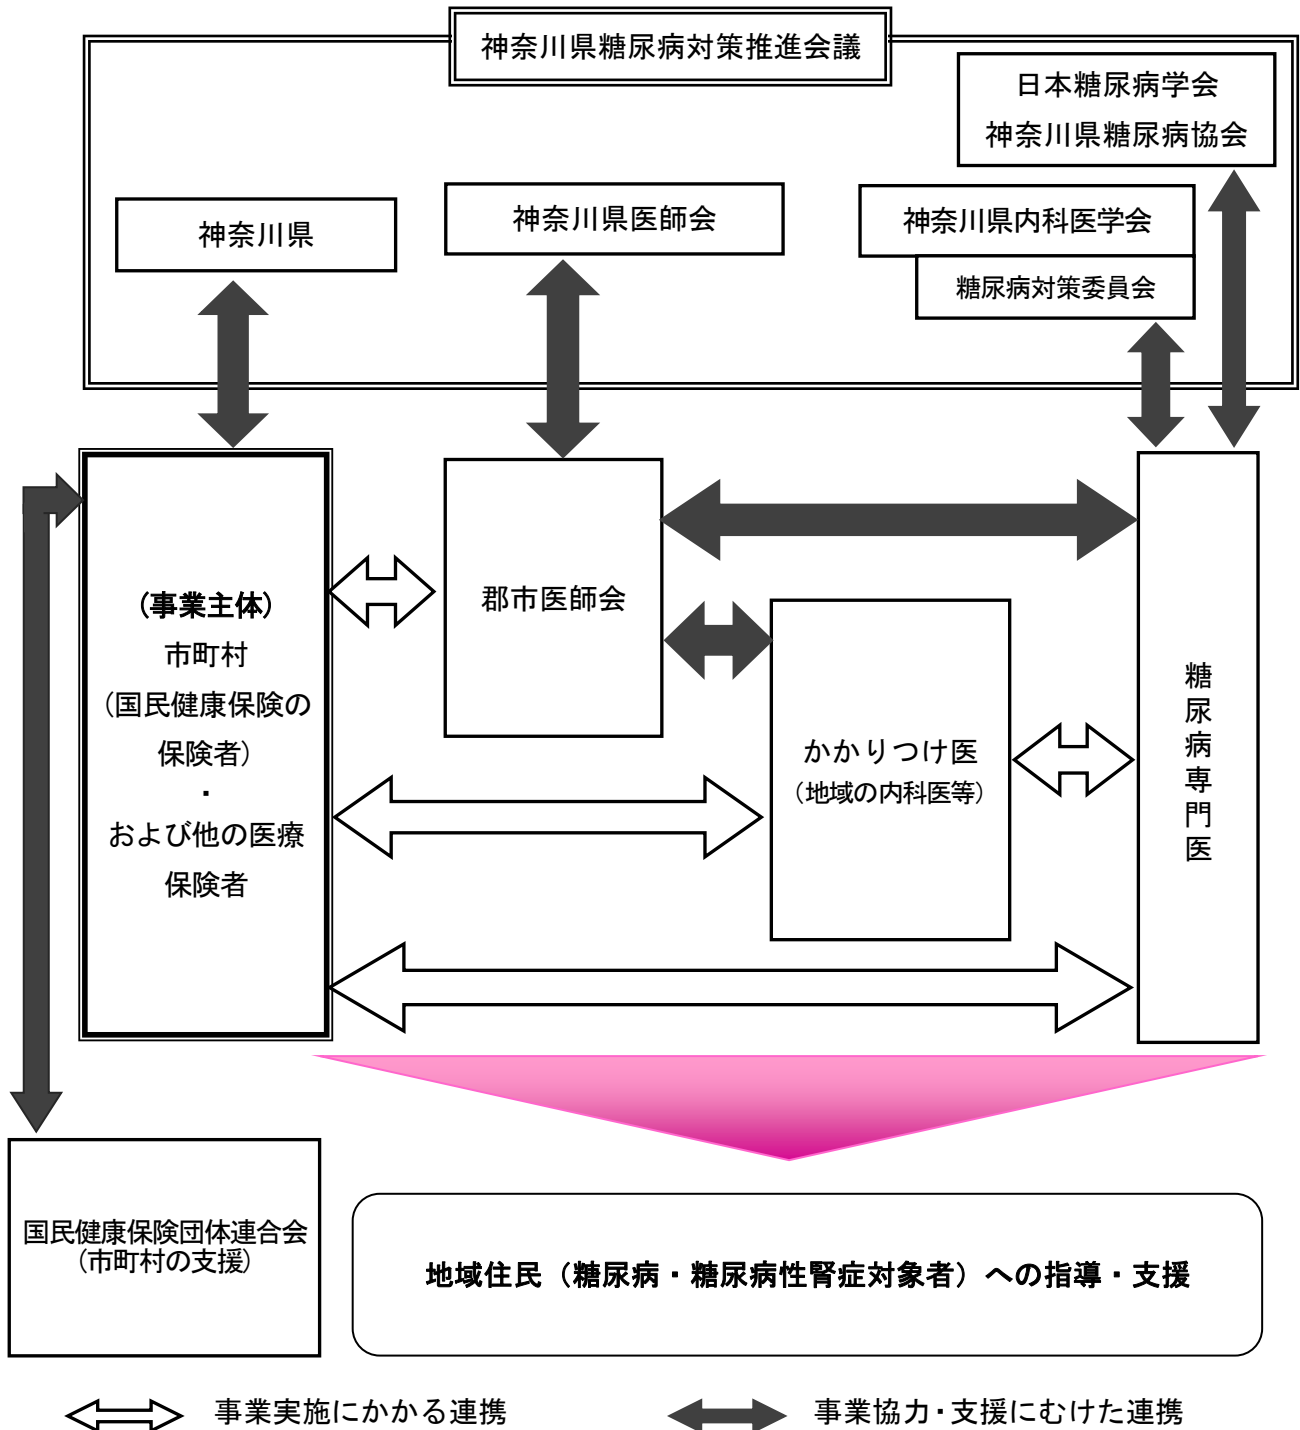 神奈川県糖尿病対策推進会議
日本糖尿病学会
神奈川県糖尿病協会
神奈川県
神奈川県医師会
神奈川県内科医学会
糖尿病対策委員会
（事業主体）
市町村
（国民健康保険の
保険者）
・
および他の医療
保険者
郡市医師会
かかりつけ医
（地域の内科医等）
糖尿病専門医
国民健康保険団体連合会
（市町村の支援）
地域住民（糖尿病・糖尿病性腎症対象者）への指導・支援
事業実施にかかる連携
事業協力・支援にむけた連携